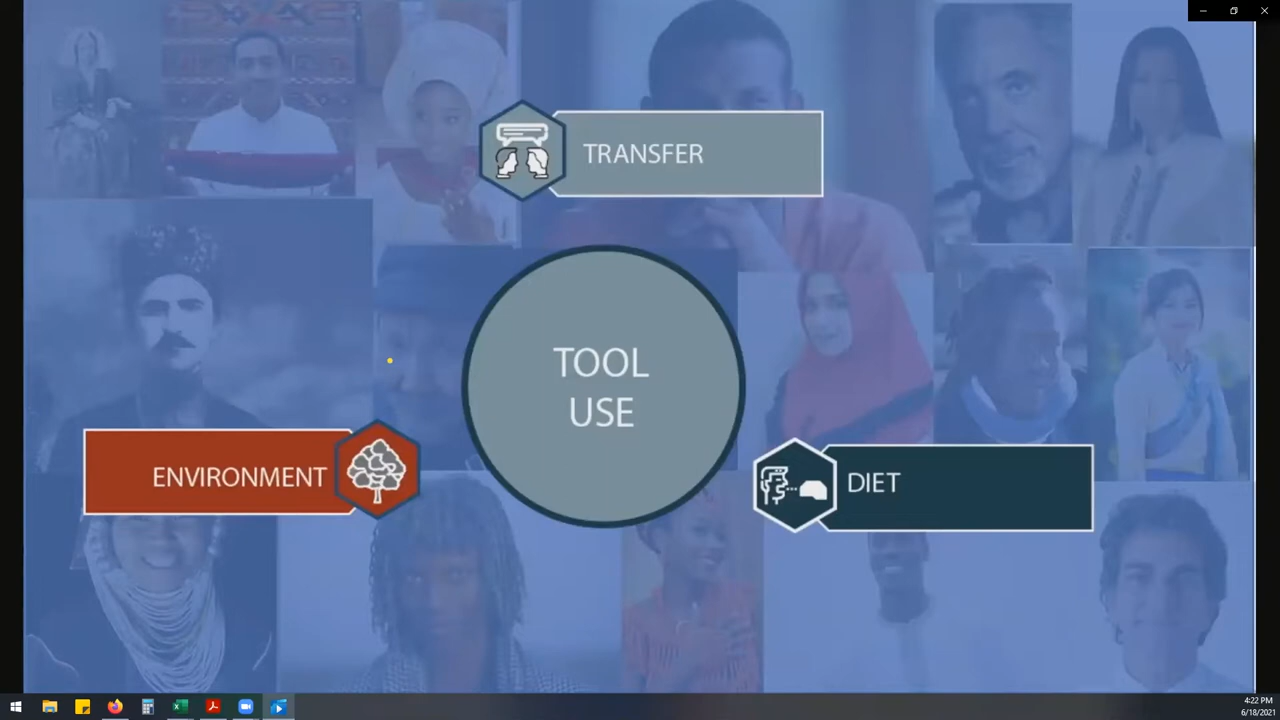 TRANSFER
TOOL
USE
ENVIRONMENT
DIET
4:22 PM
6/18/2021